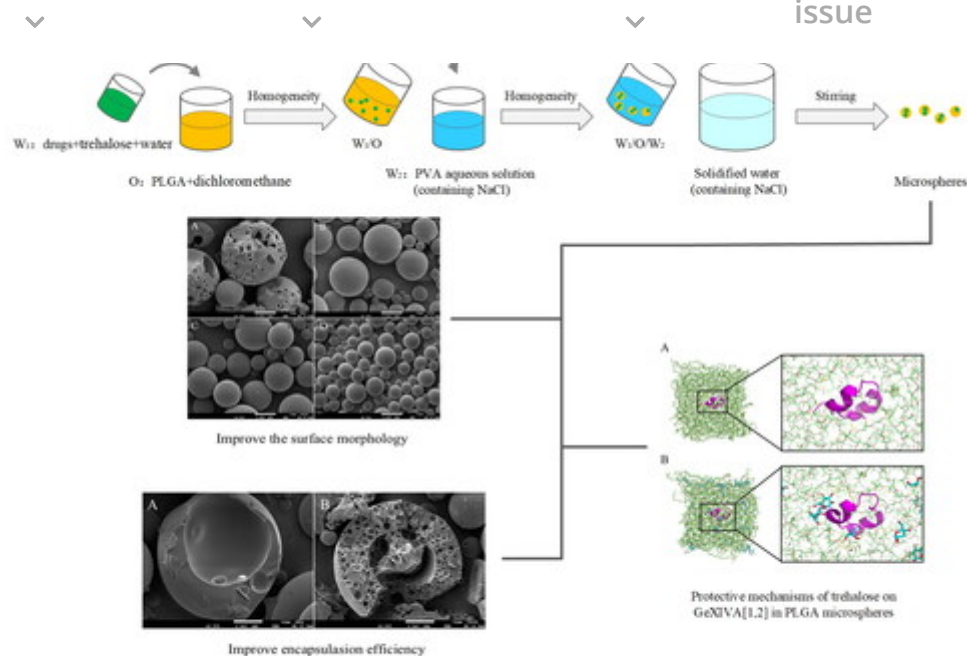 issue
Homogeneity
Homogeneity
Stirring
W₁: drugs+trehalose+water
W₁/O
W₁/O/W₂
O: PLGA+dichloromethane
W₂: PVA aqueous solution
(containing NaCl)
Solidified water
(containing NaCl)
Microspheres
A
B
C
D
Improve the surface morphology
A
B
A
B
Improve encapsulasion efficiency
Protective mechanisms of trehalose on
GeXIVA[1,2] in PLGA microspheres